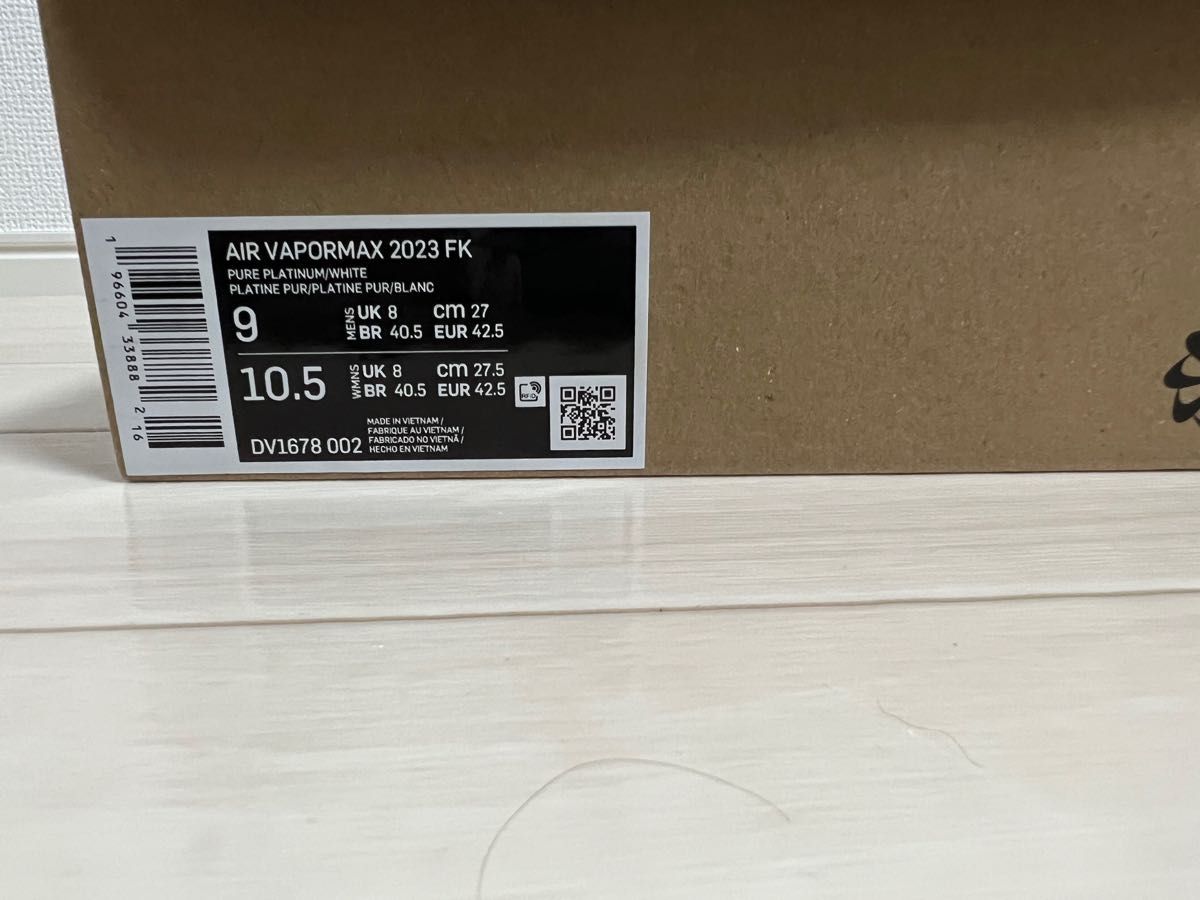 AIR VAPORMAX 2023 FK
PURE PLATINUM/WHITE
PLATINE PUR/PLATINE PUR/BLANC
9 MENS UK 8 cm 27
BR 40.5 EUR 42.5
10.5 WMNS UK 8 cm 27.5
BR 40.5 EUR 42.5
RFID
DV1678 002
MADE IN VIETNAM /
FABRIQUE AU VIETNAM /
FABRICADO NO VIETNÃ /
HECHO EN VIETNAM
1 96604 33888 2 16